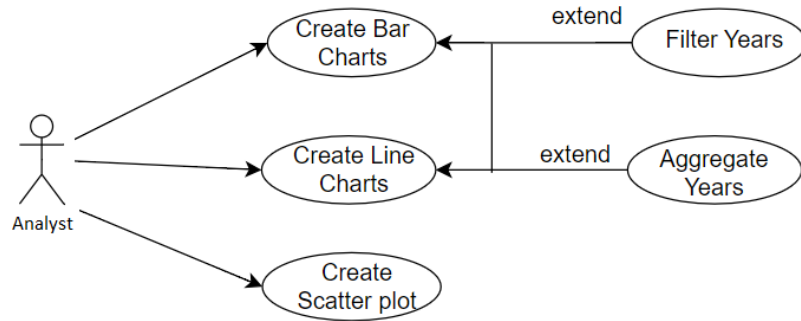 Create Bar
Charts
extend
Filter Years
Create Line
Charts
extend
Aggregate
Years
Analyst
Create
Scatter plot